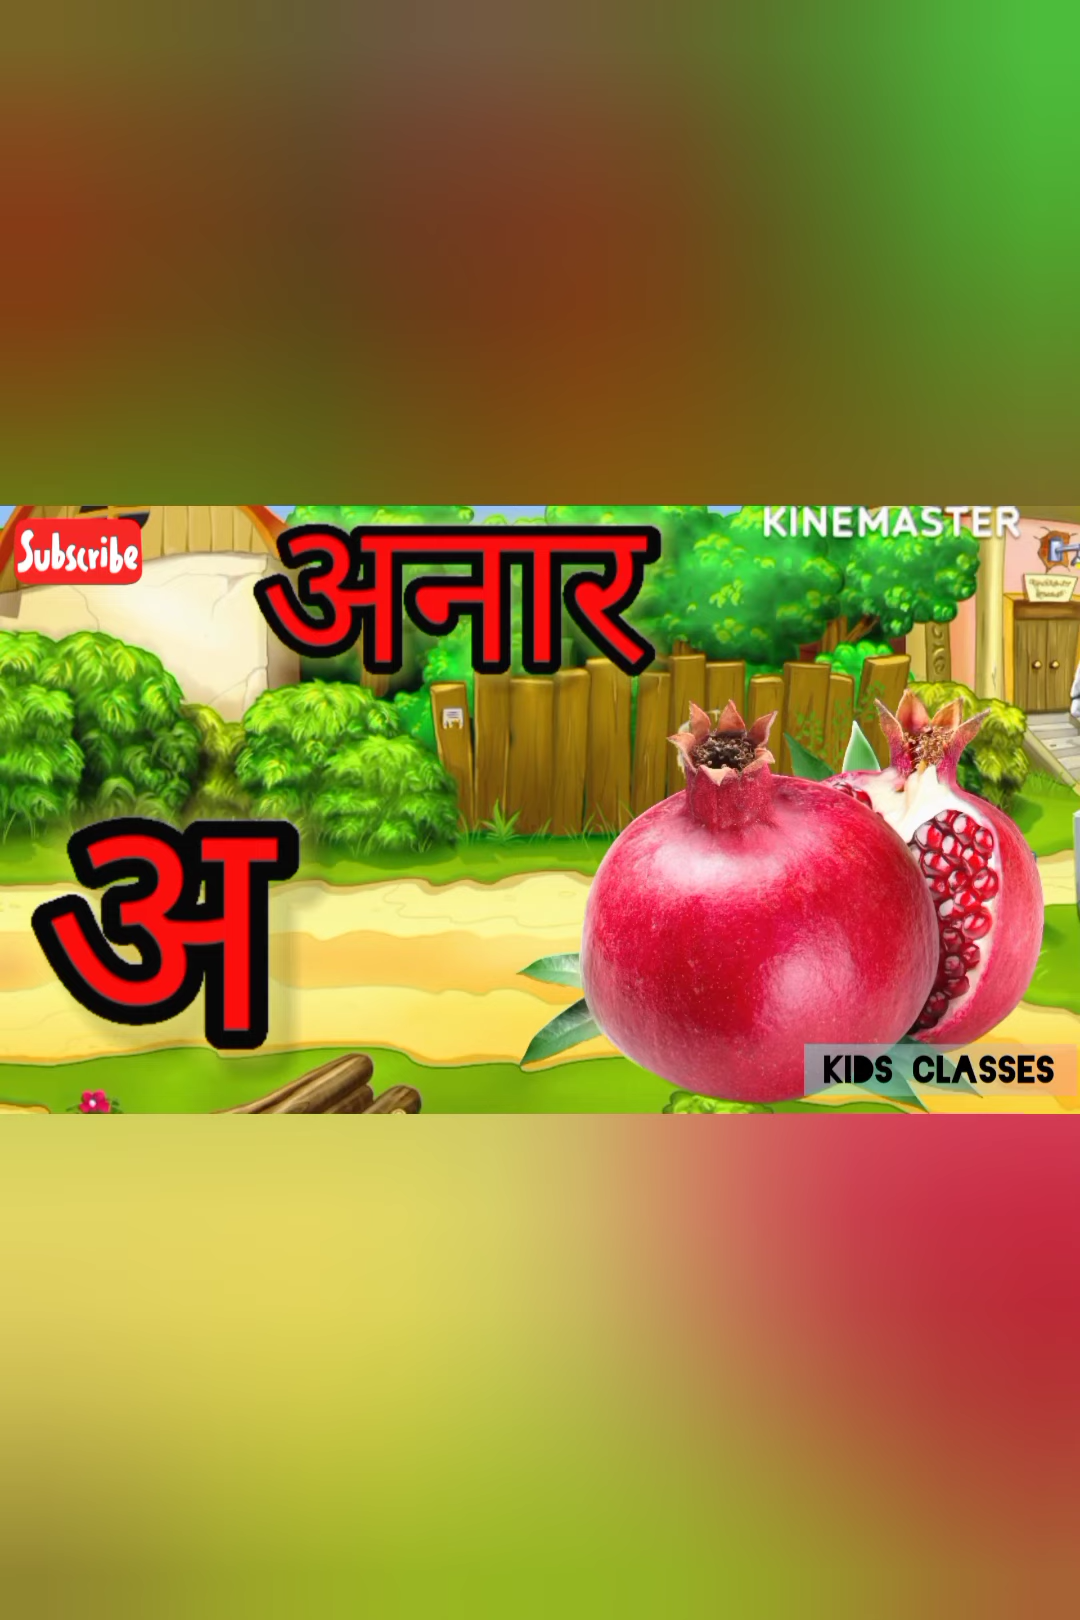 Subscribe
KINEMASTER
अनार
अ
KIDS CLASSES